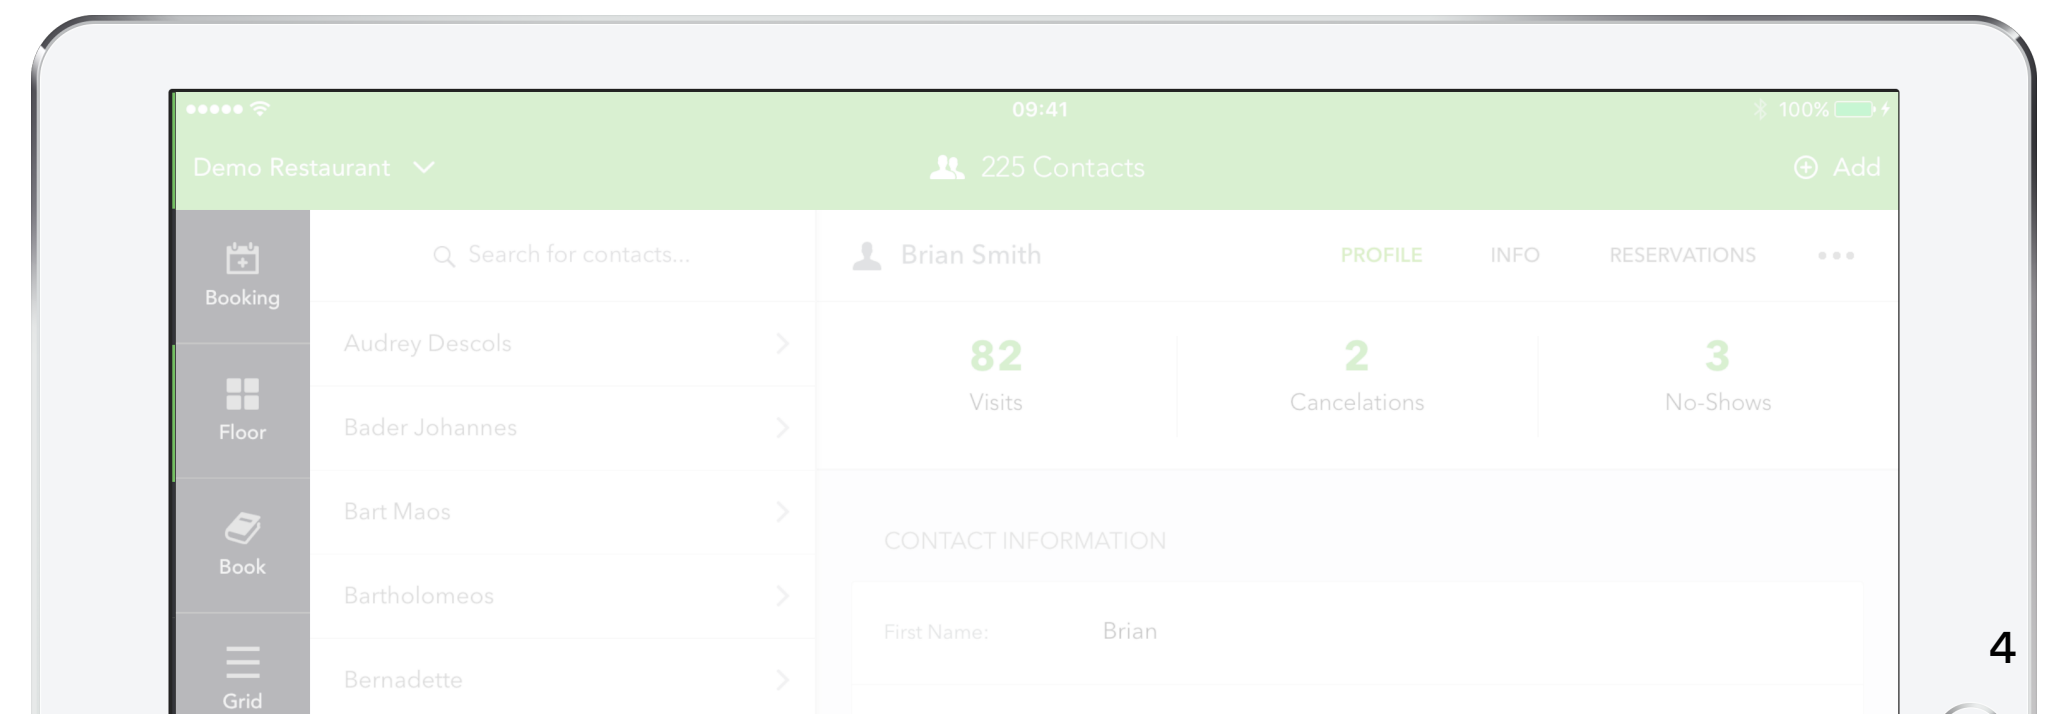 09:41
100%
Demo Restaurant
225 Contacts
Add
Booking
Floor
Book
Grid
Search for contacts...
Audrey Descols
Bader Johannes
Bart Maos
Bartholomeos
Bernadette
Brian Smith
PROFILE
INFO
RESERVATIONS
82
Visits
2
Cancelations
3
No-Shows
CONTACT INFORMATION
First Name: Brian
4